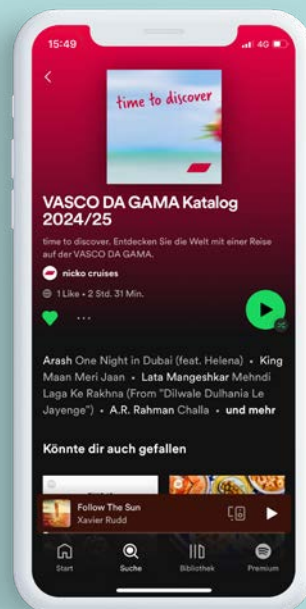 15:49
4G
time to discover
VASCO DA GAMA Katalog
2024/25
time to discover. Entdecken Sie die Welt mit einer Reise
auf der VASCO DA GAMA.
nicko cruises
1 Like • 2 Std. 31 Min.
Arash One Night in Dubai (feat. Helena) • King
Maan Meri Jaan • Lata Mangeshkar Mehndi
Laga Ke Rakhna (From "Dilwale Dulhania Le
Jayenge") • A.R. Rahman Challa • und mehr
Könnte dir auch gefallen
Follow The Sun
Xavier Rudd
Start
Suche
Bibliothek
Premium